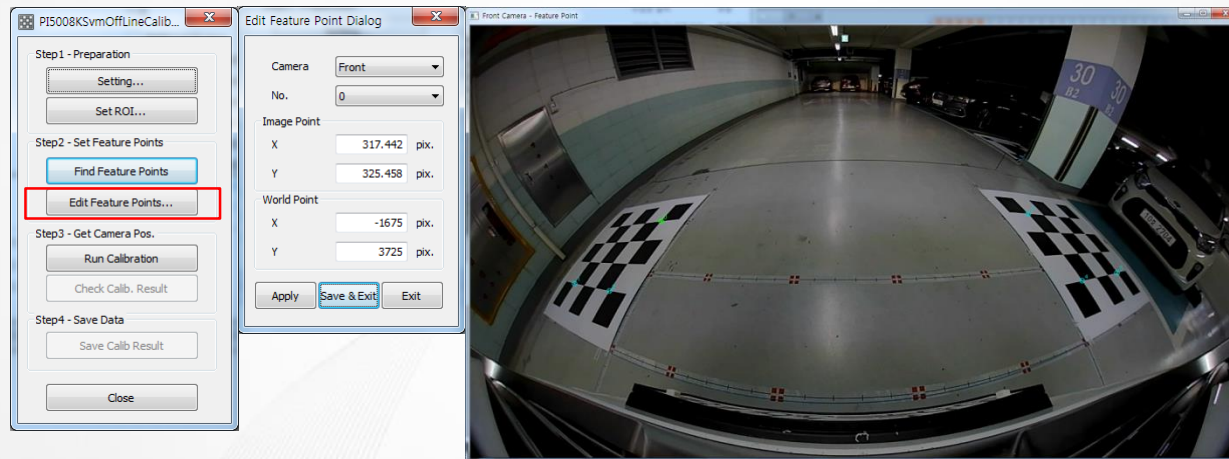 PI5008KSvmOffLineCalib...
Step1 - Preparation
Setting...
Set ROI...
Step2 - Set Feature Points
Find Feature Points
Edit Feature Points...
Step3 - Get Camera Pos.
Run Calibration
Check Calib. Result
Step4 - Save Data
Save Calib Result
Close
Edit Feature Point Dialog
Camera Front
No. 0
Image Point
X 317.442 pix.
Y 325.458 pix.
World Point
X -1675 pix.
Y 3725 pix.
Apply Save & Exit Exit
Front Camera - Feature Point
30
B2
30